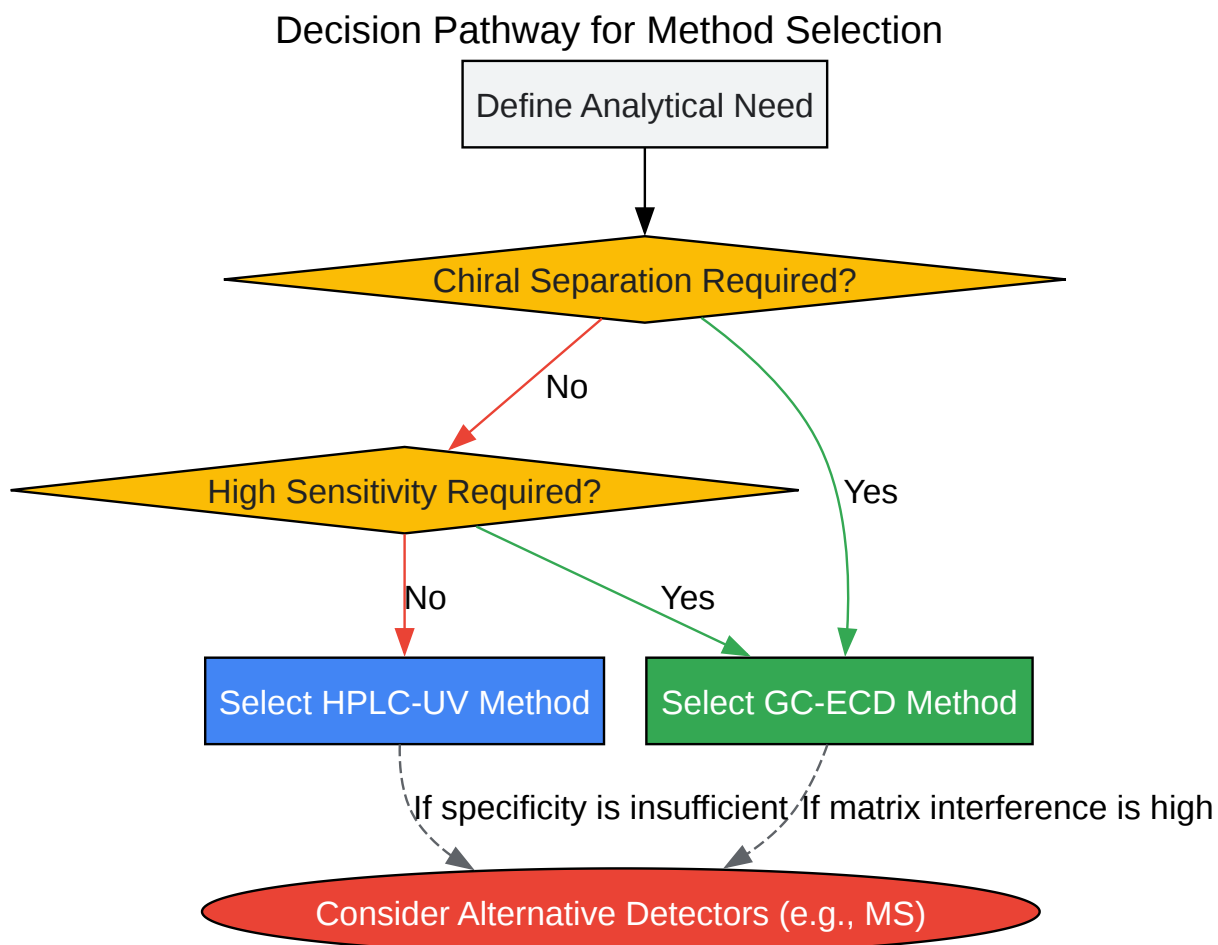 Decision Pathway for Method Selection
Define Analytical Need
Chiral Separation Required?
No
High Sensitivity Required?
Yes
No
Yes
Select HPLC-UV Method
Select GC-ECD Method
If specificity is insufficient
If matrix interference is high
Consider Alternative Detectors (e.g., MS)